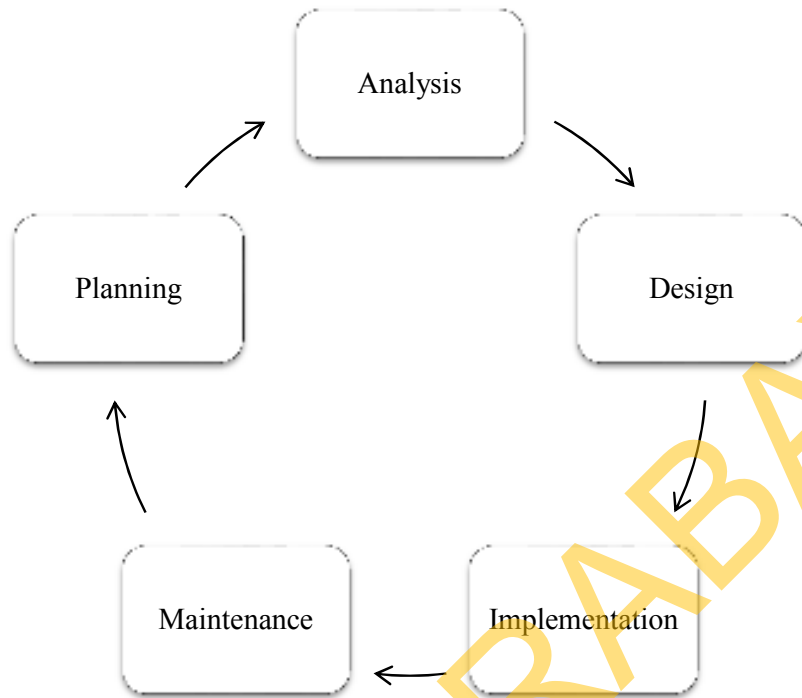 Analysis
Planning
Design
Maintenance
Implementation